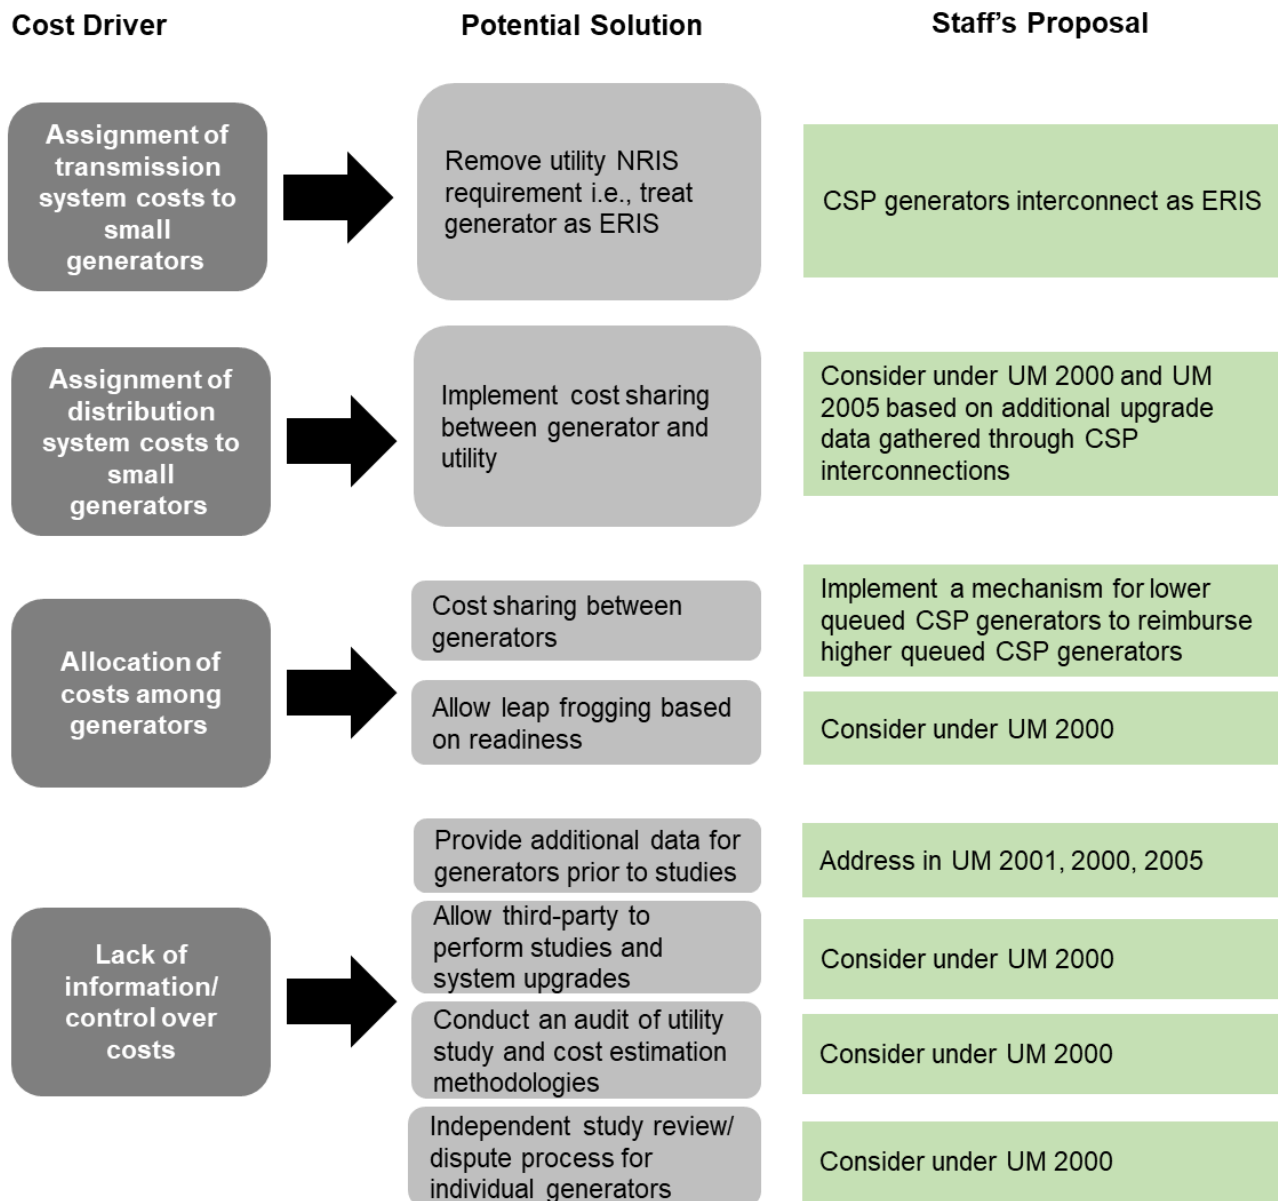 Cost Driver
Potential Solution
Staff's Proposal
Assignment of
transmission
system costs to
small
generators
Remove utility NRIS
requirement i.e., treat
generator as ERIS
CSP generators interconnect as ERIS
Assignment of
distribution
system costs to
small
generators
Implement cost sharing
between generator and
utility
Consider under UM 2000 and UM
2005 based on additional upgrade
data gathered through CSP
interconnections
Allocation of
costs among
generators
Cost sharing between
generators
Implement a mechanism for lower
queued CSP generators to reimburse
higher queued CSP generators
Allow leap frogging based
on readiness
Consider under UM 2000
Lack of
information/
control over
costs
Provide additional data for
generators prior to studies
Address in UM 2001, 2000, 2005
Allow third-party to
perform studies and
system upgrades
Consider under UM 2000
Conduct an audit of utility
study and cost estimation
methodologies
Consider under UM 2000
Independent study review/
dispute process for
individual generators
Consider under UM 2000